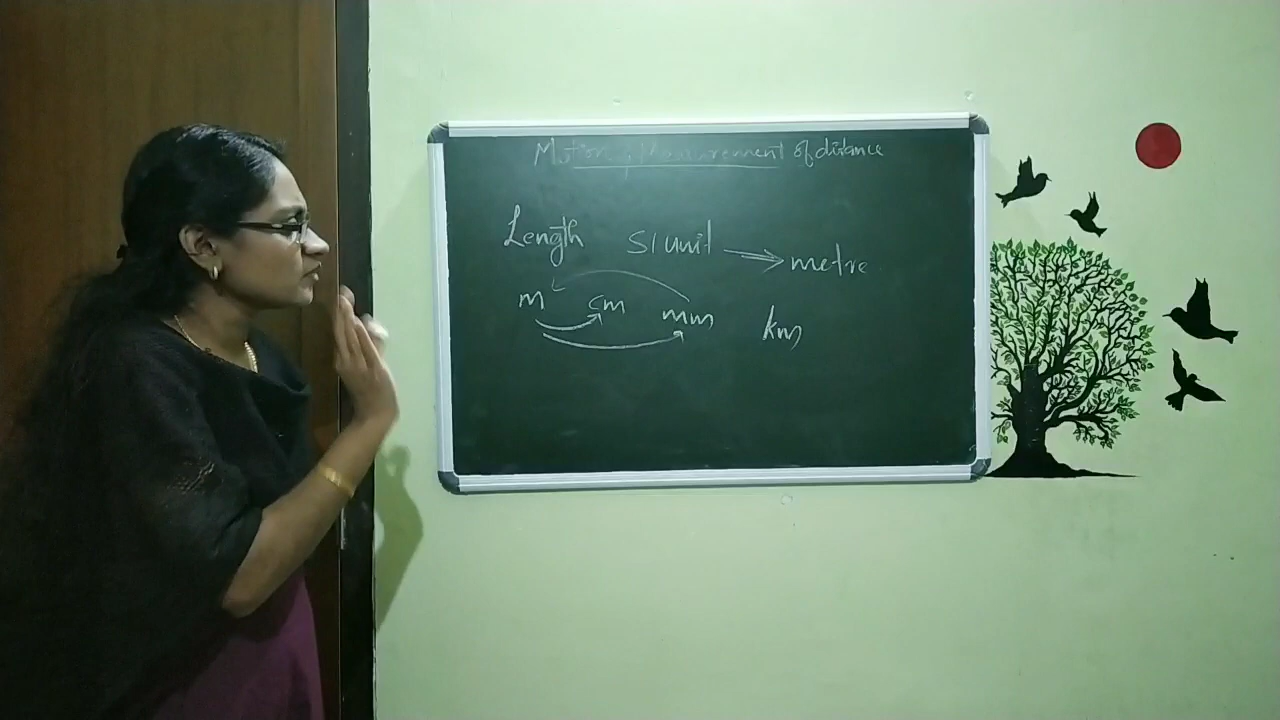 Motion, Measurement of distance
Length SI unit → metre
m cm mm km